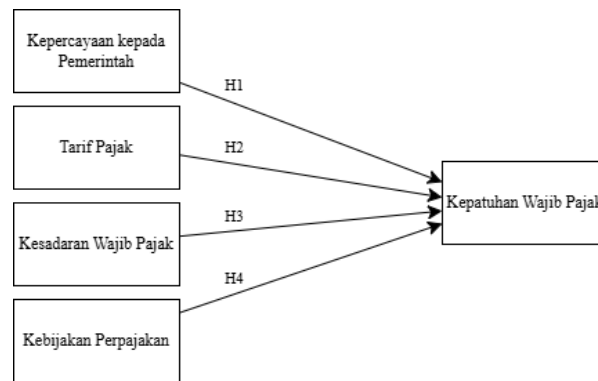 Kepercayaan kepada
Pemerintah
H1
Tarif Pajak
H2
Kepatuhan Wajib Pajak
Kesadaran Wajib Pajak
H3
H4
Kebijakan Perpajakan